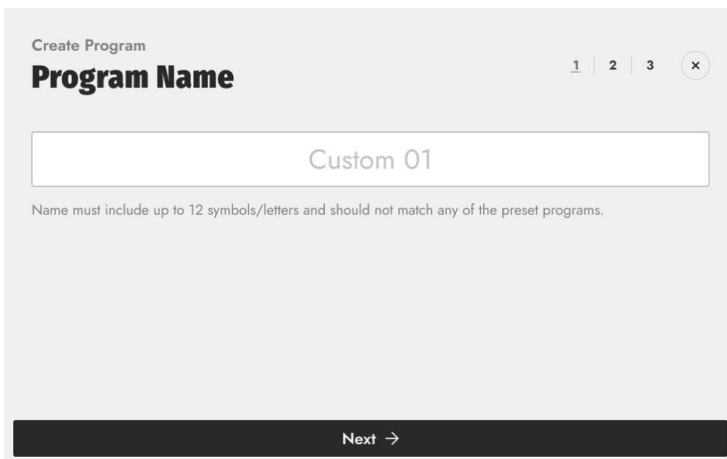 Create Program
Program Name
1 2 3 ×
Custom 01
Name must include up to 12 symbols/letters and should not match any of the preset programs.
Next →